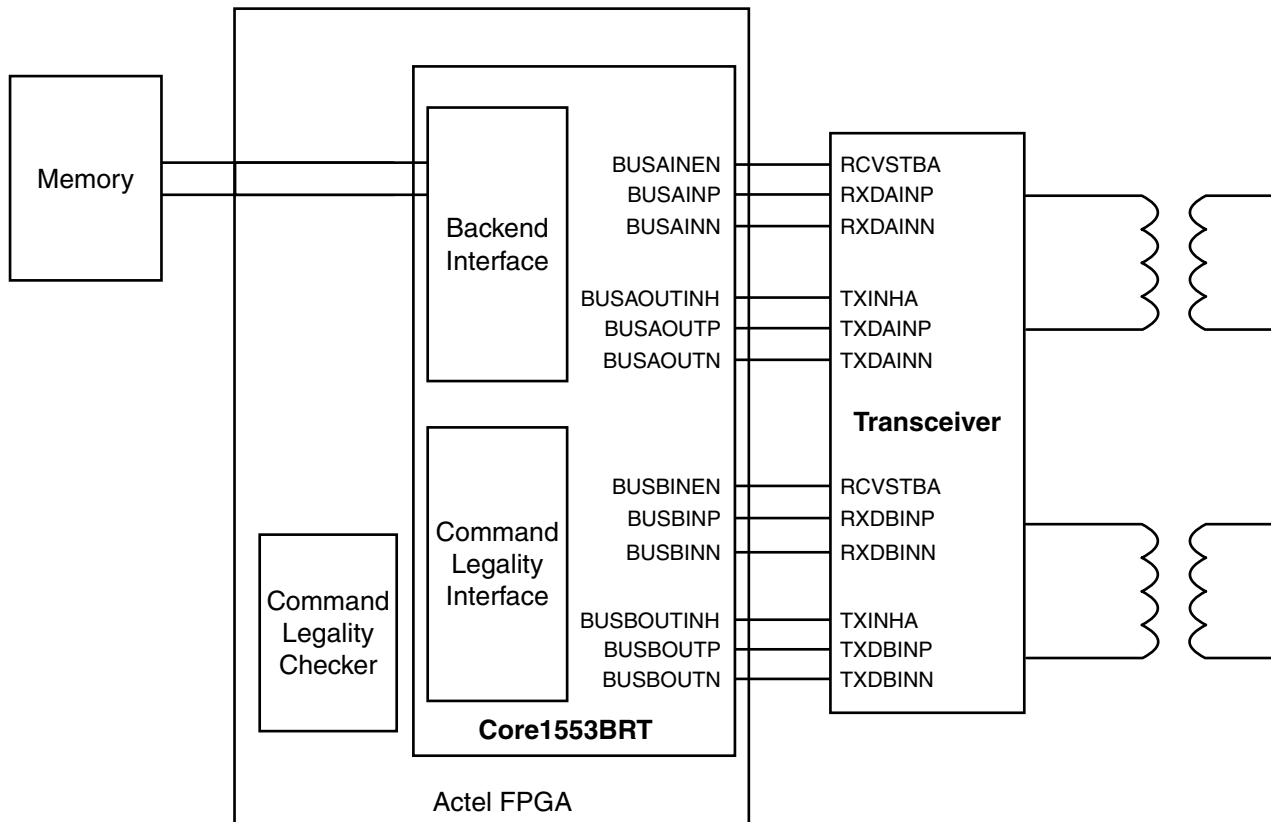 Memory
Backend
Interface
BUSAINEN
BUSAINP
BUSAINN
BUSAOUTINH
BUSAOUTP
BUSAOUTN
RCVSTBA
RXDAINP
RXDAINN
TXINHA
TXDAINP
TXDAINN
Transceiver
Command
Legality
Interface
Command
Legality
Checker
BUSBINEN
BUSBINP
BUSBINN
BUSBOUTINH
BUSBOUTP
BUSBOUTN
RCVSTBA
RXDBINP
RXDBINN
TXINHA
TXDBINP
TXDBINN
Core1553BRT
Actel FPGA